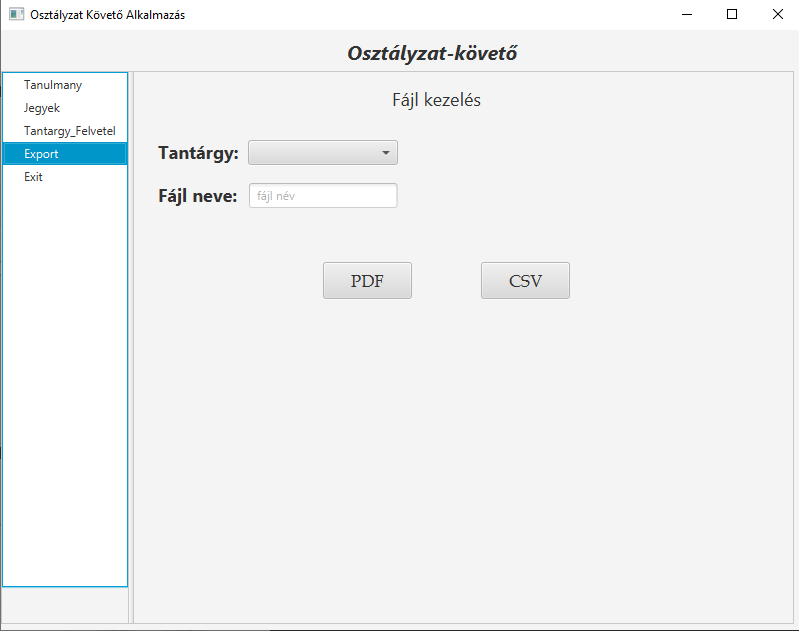 Osztályzat Követő Alkalmazás
Osztályzat-követő
Tanulmany
Jegyek
Tantargy_Felvetel
Export
Exit
Fájl kezelés
Tantárgy:
Fájl neve: fájl név
PDF CSV